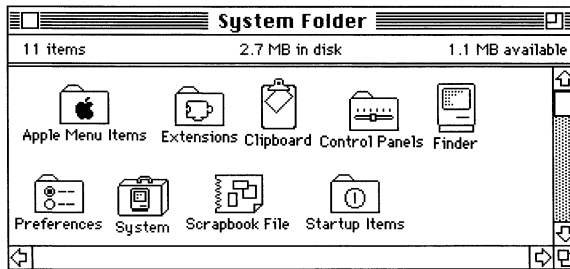 System Folder
11 items 2.7 MB in disk 1.1 MB available
Apple Menu Items Extensions Clipboard Control Panels Finder
Preferences System Scrapbook File Startup Items